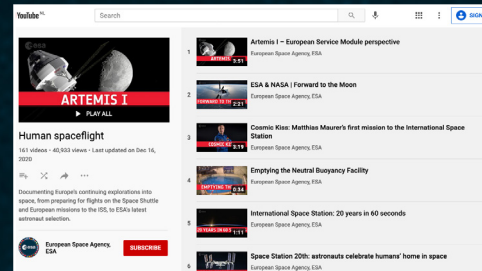 YouTube NL
Search
SIGN
esa
ARTEMIS I
PLAY ALL
Human spaceflight
161 videos • 40,933 views • Last updated on Dec 16,
2020
Documenting Europe's continuing explorations into
space, from preparing for flights on the Space Shuttle
and European missions to the ISS, to ESA's latest
astronaut selection.
esa
European Space Agency,
ESA
SUBSCRIBE
1
ARTEMIS
3:51
Artemis I – European Service Module perspective
European Space Agency, ESA
2
FORWARD TO TH
2:21
ESA & NASA | Forward to the Moon
European Space Agency, ESA
3
COSMIC K
3:19
Cosmic Kiss: Matthias Maurer's first mission to the International Space
Station
European Space Agency, ESA
4
EMPTYING TH
0:34
Emptying the Neutral Buoyancy Facility
European Space Agency, ESA
5
20 YEARS IN 60 S
1:11
International Space Station: 20 years in 60 seconds
European Space Agency, ESA
6
Space Station 20th: astronauts celebrate humans' home in space
European Space Agency, ESA